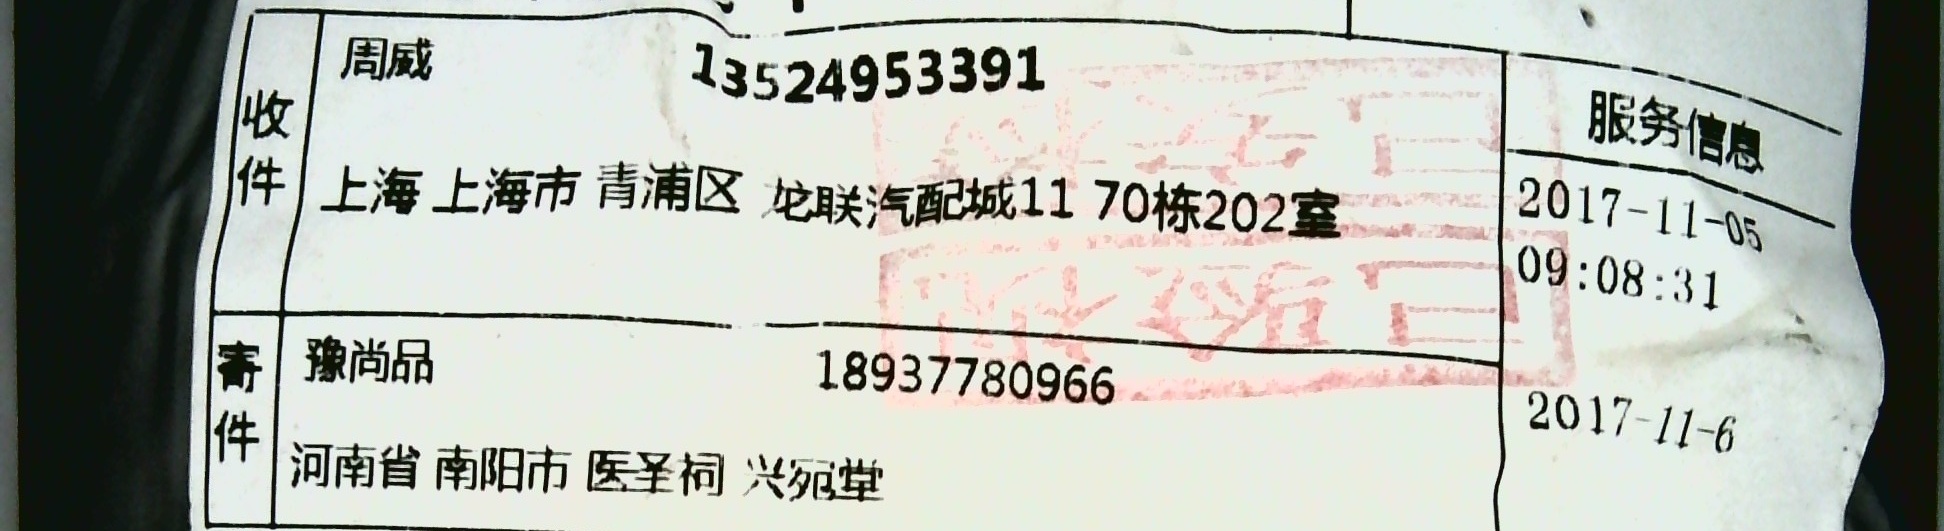 收件
周威 13524953391
上海 上海市 青浦区 龙联汽配城11 70栋202室
服务信息
2017-11-05
09:08:31
寄件
豫尚品 18937780966
河南省 南阳市 医圣祠 兴宛堂
2017-11-6
已验视